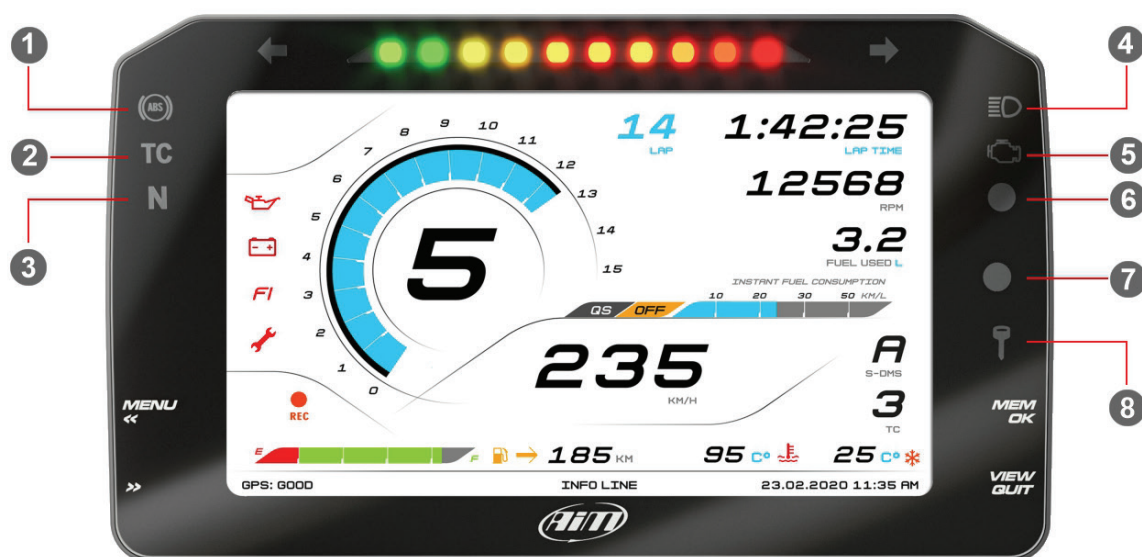 1
2
3
4
5
6
7
8
(ABS)
TC
N
14
LAP
1:42:25
LAP TIME
12568
RPM
3.2
FUEL USED L
INSTANT FUEL CONSUMPTION
10 20 30 50 KM/L
QS OFF
0 1 2 3 4 5 6 7 8 9 10 11 12 13 14 15
5
FI
235
KM/H
A
S-DMS
3
TC
REC
MENU
<<
>>
MEM
OK
VIEW
QUIT
E F
185 KM
95 C°
25 C°
GPS: GOOD
INFO LINE
23.02.2020 11:35 AM
AiM